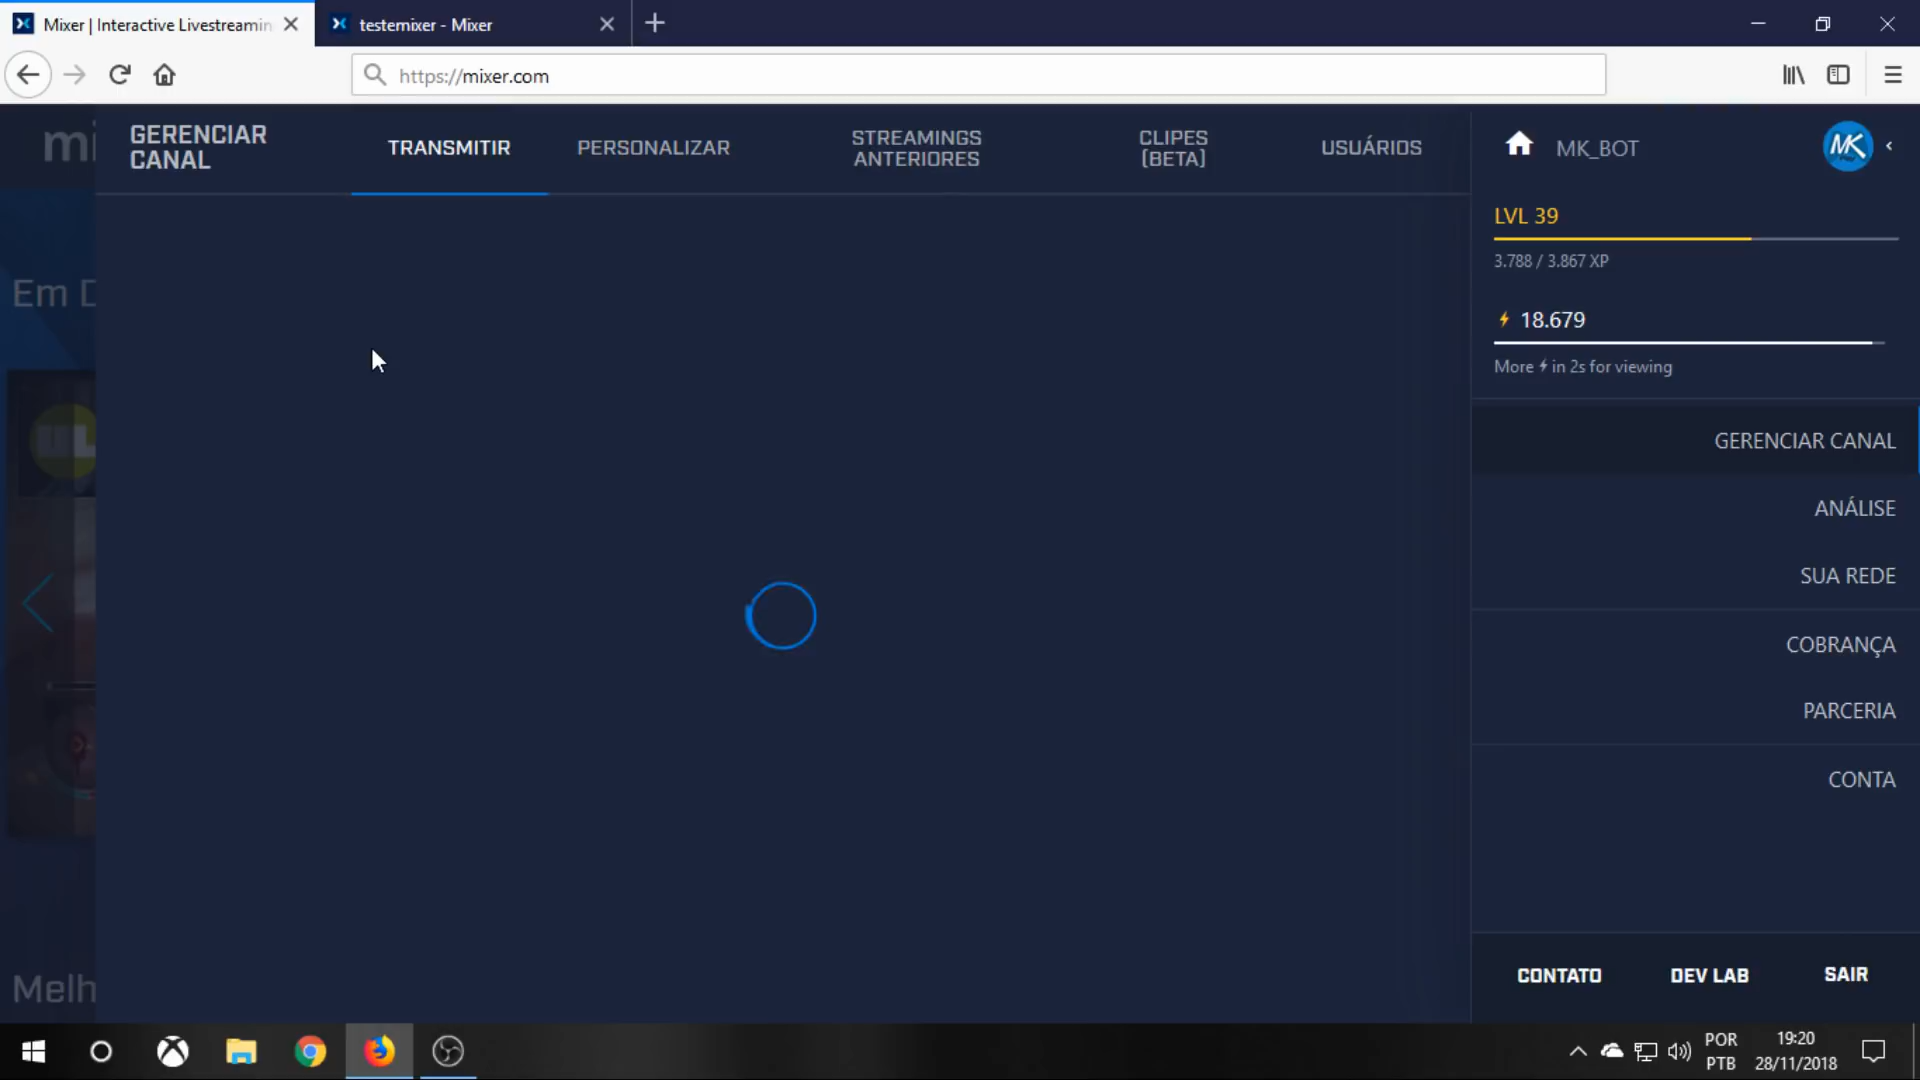 Mixer | Interactive Livestreamin
testemixer - Mixer
https://mixer.com
mi
GERENCIAR
CANAL
TRANSMITIR
PERSONALIZAR
STREAMINGS
ANTERIORES
CLIPES
[BETA]
USUÁRIOS
MK_BOT
MK
LVL 39
3.788 / 3.867 XP
Em D
18.679
More in 2s for viewing
GERENCIAR CANAL
ANÁLISE
SUA REDE
COBRANÇA
PARCERIA
CONTA
Melh
CONTATO
DEV LAB
SAIR
POR
PTB
19:20
28/11/2018